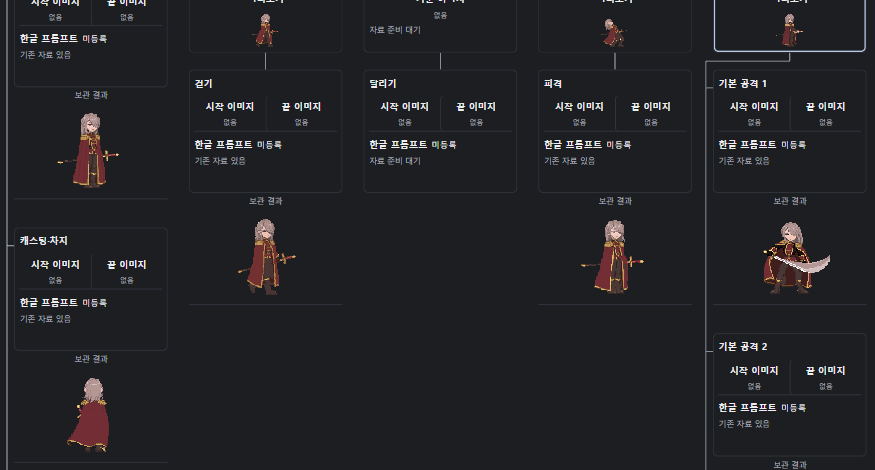 시작 이미지 끝 이미지
없음 없음
한글 프롬프트 미등록
기존 자료 있음
보관 결과
캐스팅·차지
시작 이미지 끝 이미지
없음 없음
한글 프롬프트 미등록
기존 자료 있음
보관 결과
걷기
시작 이미지 끝 이미지
없음 없음
한글 프롬프트 미등록
기존 자료 있음
보관 결과
없음
자료 준비 대기
달리기
시작 이미지 끝 이미지
없음 없음
한글 프롬프트 미등록
자료 준비 대기
피격
시작 이미지 끝 이미지
없음 없음
한글 프롬프트 미등록
기존 자료 있음
보관 결과
기본 공격 1
시작 이미지 끝 이미지
없음 없음
한글 프롬프트 미등록
기존 자료 있음
보관 결과
기본 공격 2
시작 이미지 끝 이미지
없음 없음
한글 프롬프트 미등록
기존 자료 있음
보관 결과